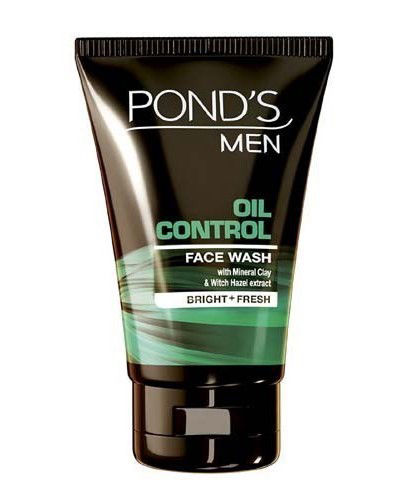 POND'S
MEN
OIL
CONTROL
FACE WASH
with Mineral Clay
& Witch Hazel extract
BRIGHT + FRESH